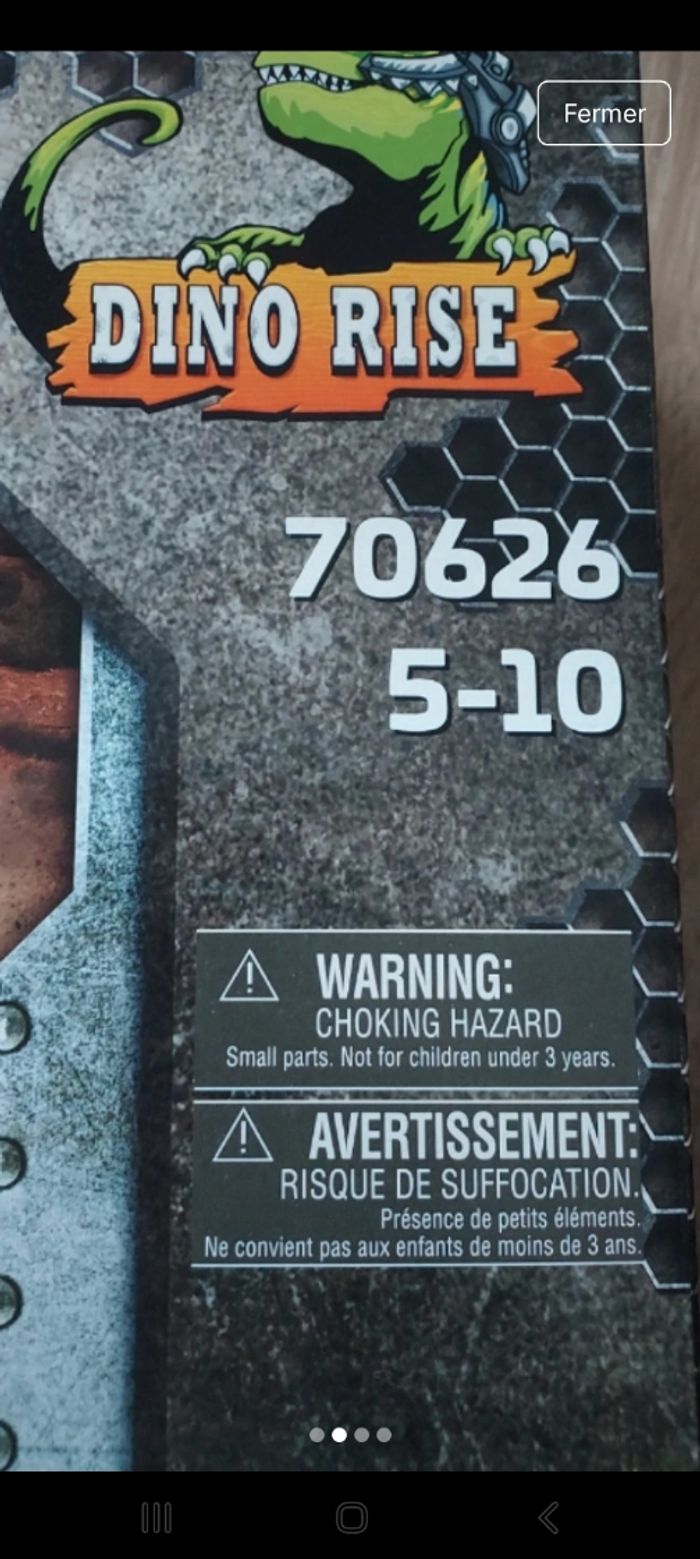 Fermer
DINO RISE
70626
5-10
WARNING:
CHOKING HAZARD
Small parts. Not for children under 3 years.
AVERTISSEMENT:
RISQUE DE SUFFOCATION.
Présence de petits éléments.
Ne convient pas aux enfants de moins de 3 ans.